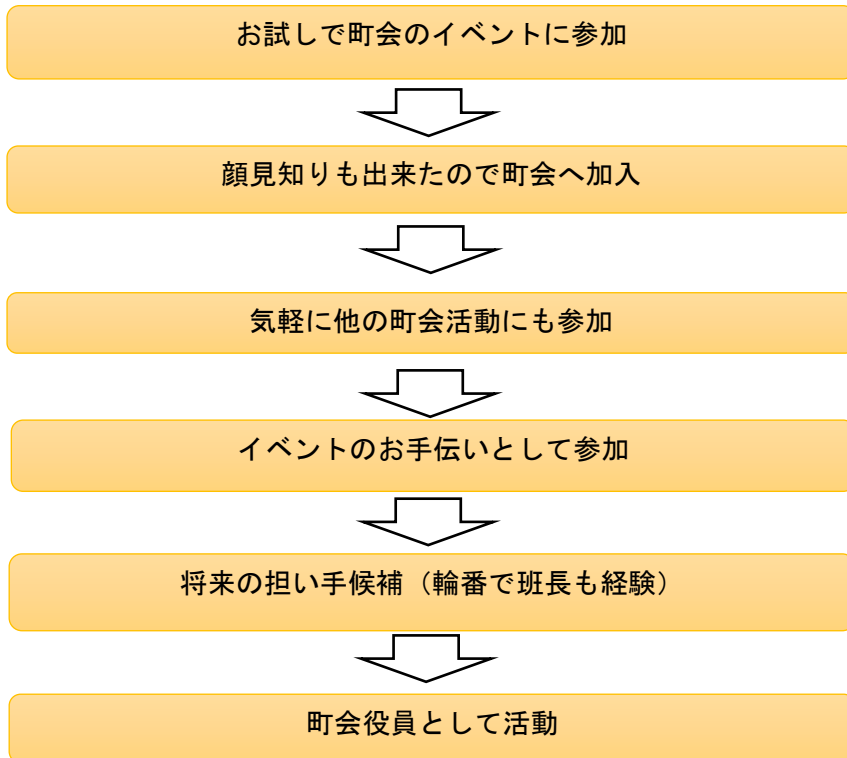 お試しで町会のイベントに参加
顔見知りも出来たので町会へ加入
気軽に他の町会活動にも参加
イベントのお手伝いとして参加
将来の担い手候補（輪番で班長も経験）
町会役員として活動